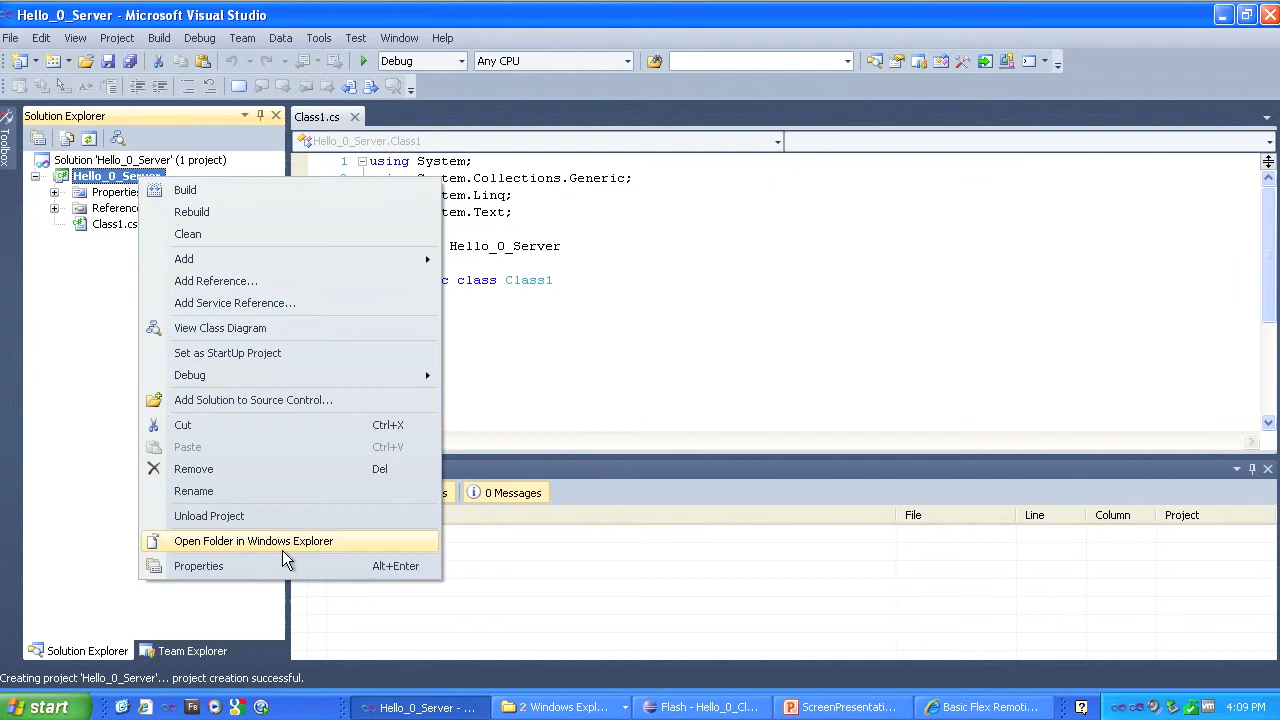 Hello_0_Server - Microsoft Visual Studio
File Edit View Project Build Debug Team Data Tools Test Window Help
Debug Any CPU
Solution Explorer
Class1.cs
Toolbox
Hello_0_Server.Class1
Solution 'Hello_0_Server' (1 project)
Hello_0_Server
Properties
Reference
Class1.cs
1 using System;
System.Collections.Generic;
tem.Linq;
tem.Text;
Hello_0_Server
c class Class1
Build
Rebuild
Clean
Add
Add Reference...
Add Service Reference...
View Class Diagram
Set as StartUp Project
Debug
Add Solution to Source Control...
Cut Ctrl+X
Paste Ctrl+V
Remove Del
Rename
Unload Project
Open Folder in Windows Explorer
Properties Alt+Enter
s 0 Messages
File Line Column Project
Solution Explorer Team Explorer
Creating project 'Hello_0_Server'... project creation successful.
start Hello_0_Server - ... 2 Windows Expl... Flash - Hello_0_Cl... ScreenPresentati... Basic Flex Remoti... 4:09 PM